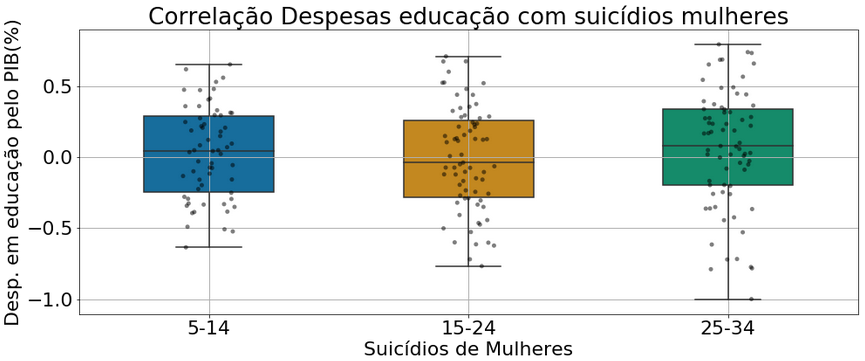 Correlação Despesas educação com suicídios mulheres
Desp. em educação pelo PIB(%)
0.5
0.0
−0.5
−1.0
5-14
15-24
25-34
Suicídios de Mulheres